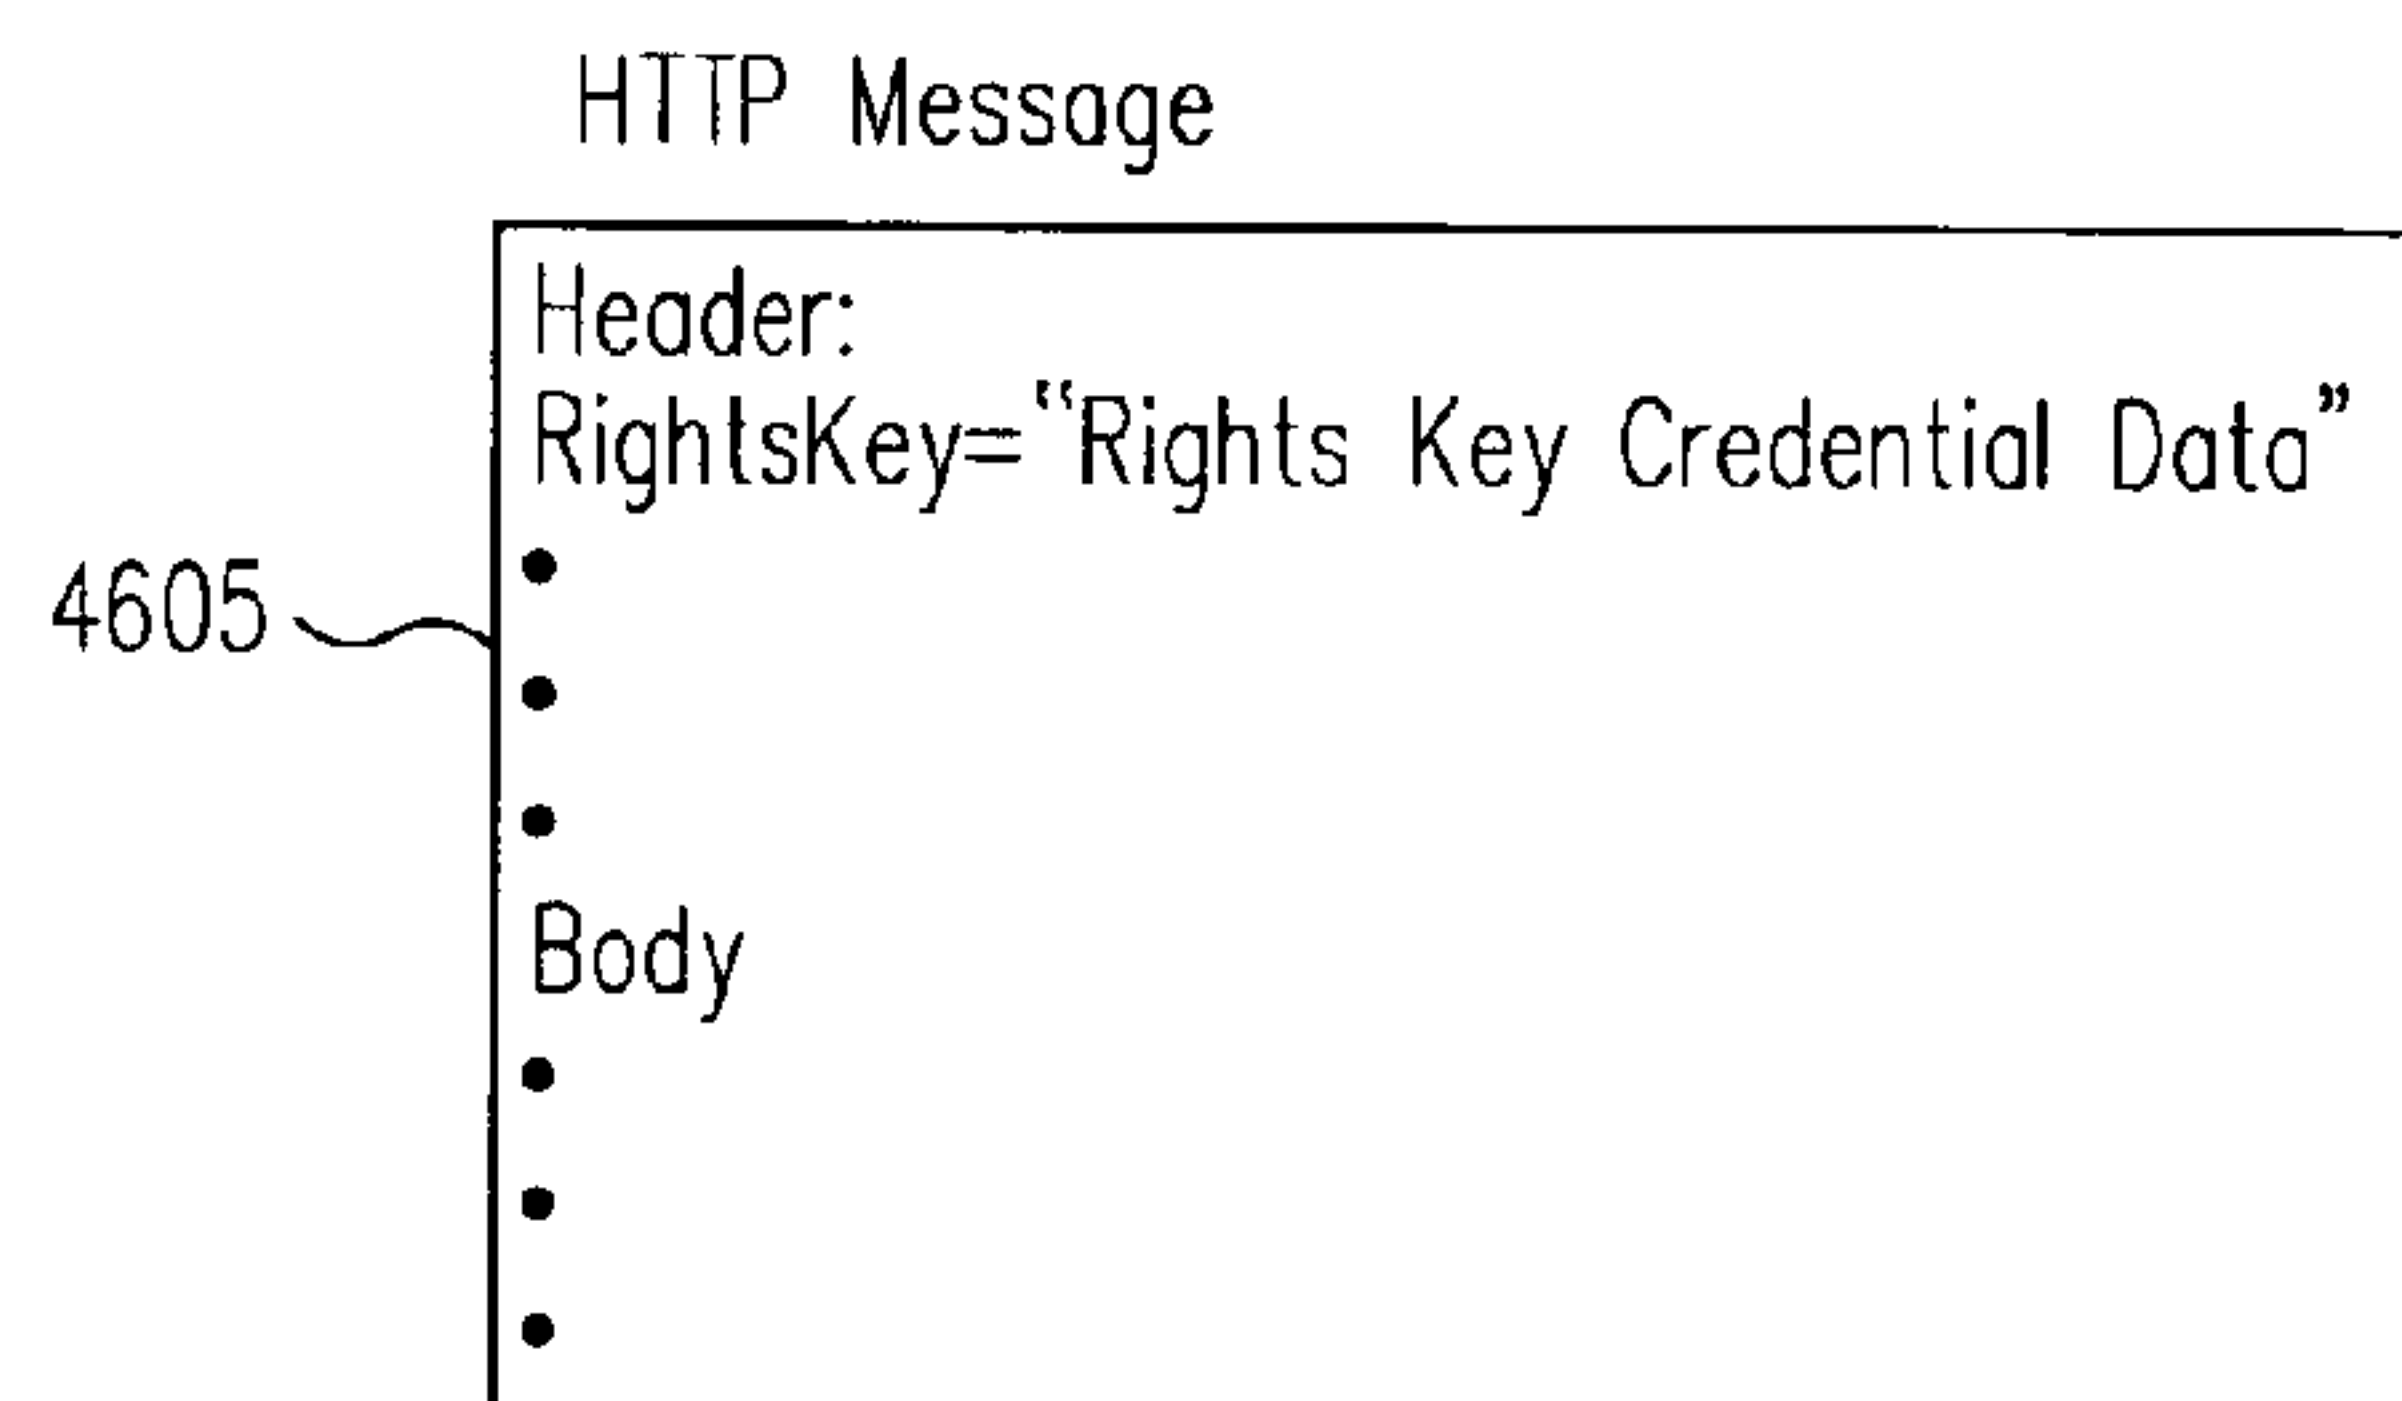 HTTP Message
Header:
RightsKey=“Rights Key Credential Data”
•
4605
•
•
Body
•
•
•